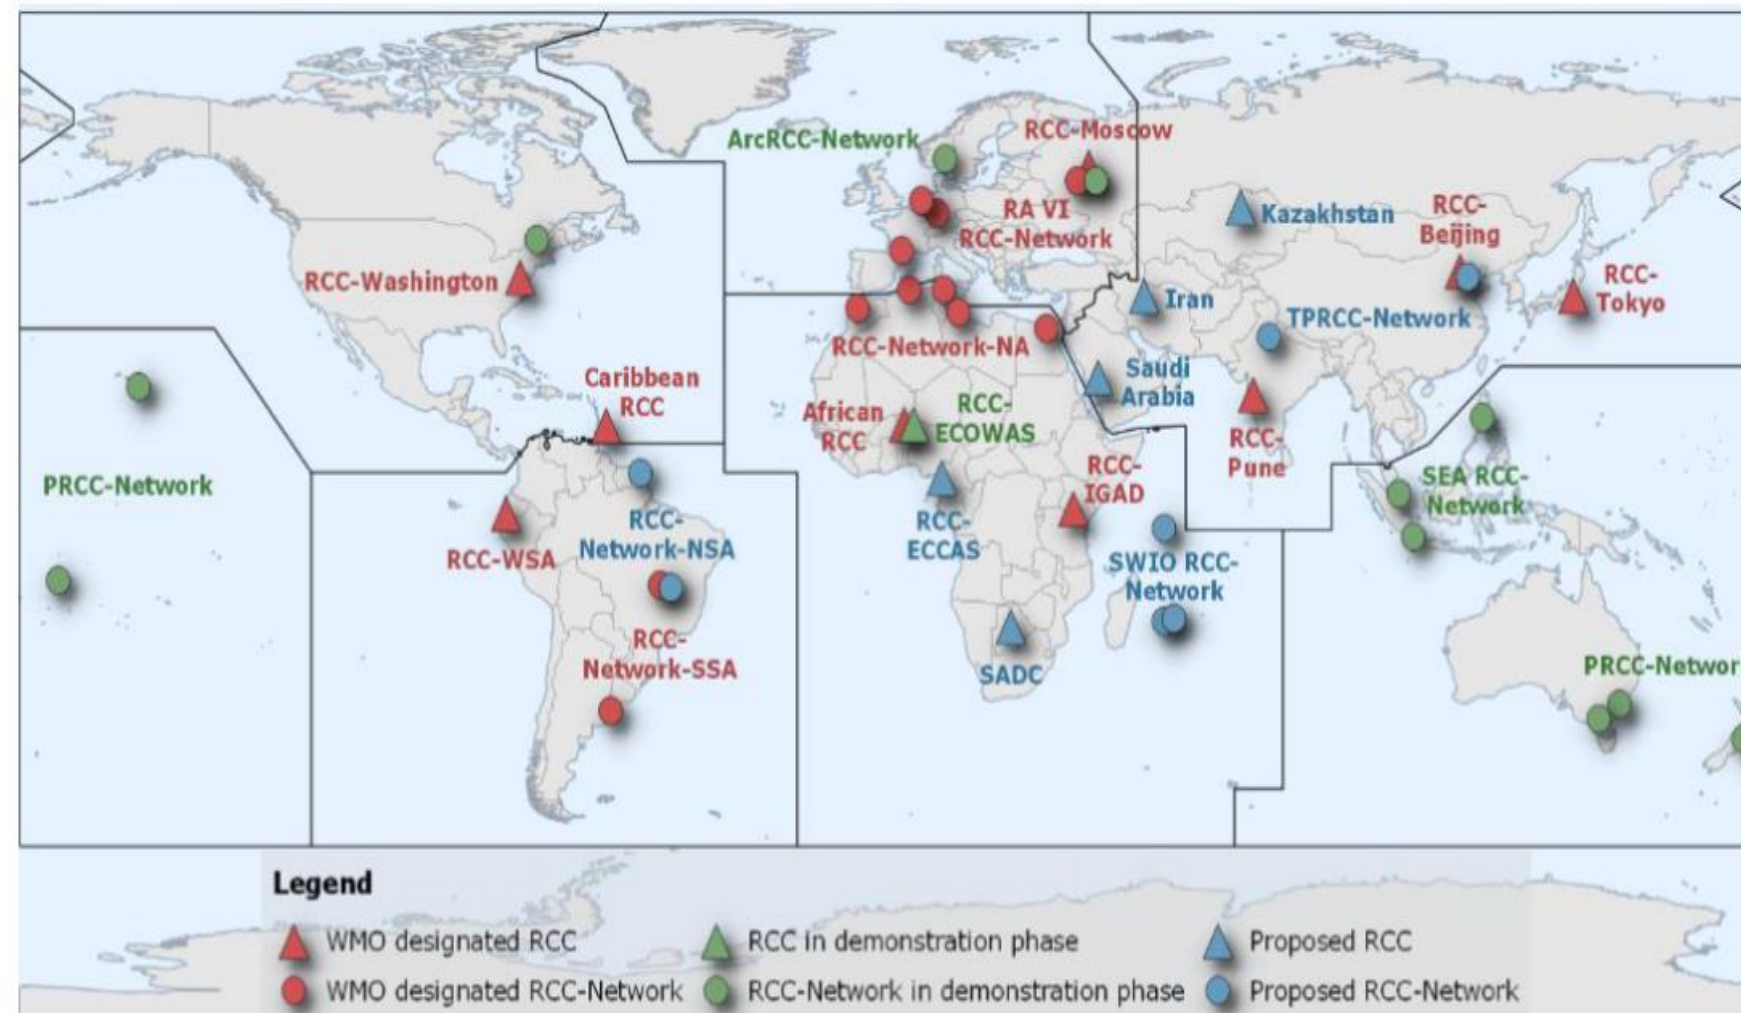 RCC-Moscow
ArcRCC-Network
RA VI
RCC-Network
Kazakhstan
RCC-
Beijing
RCC-Washington
Iran
RCC-
Tokyo
TPRCC-Network
RCC-Network-NA
Caribbean
RCC
Saudi
Arabia
African
RCC
RCC-
ECOWAS
RCC-
Pune
PRCC-Network
RCC-
IGAD
SEA RCC-
Network
RCC-WSA
RCC-
Network-NSA
RCC-
ECCAS
SWIO RCC-
Network
RCC-
Network-SSA
SADC
PRCC-Networ
Legend
WMO designated RCC
RCC in demonstration phase
Proposed RCC
WMO designated RCC-Network
RCC-Network in demonstration phase
Proposed RCC-Network